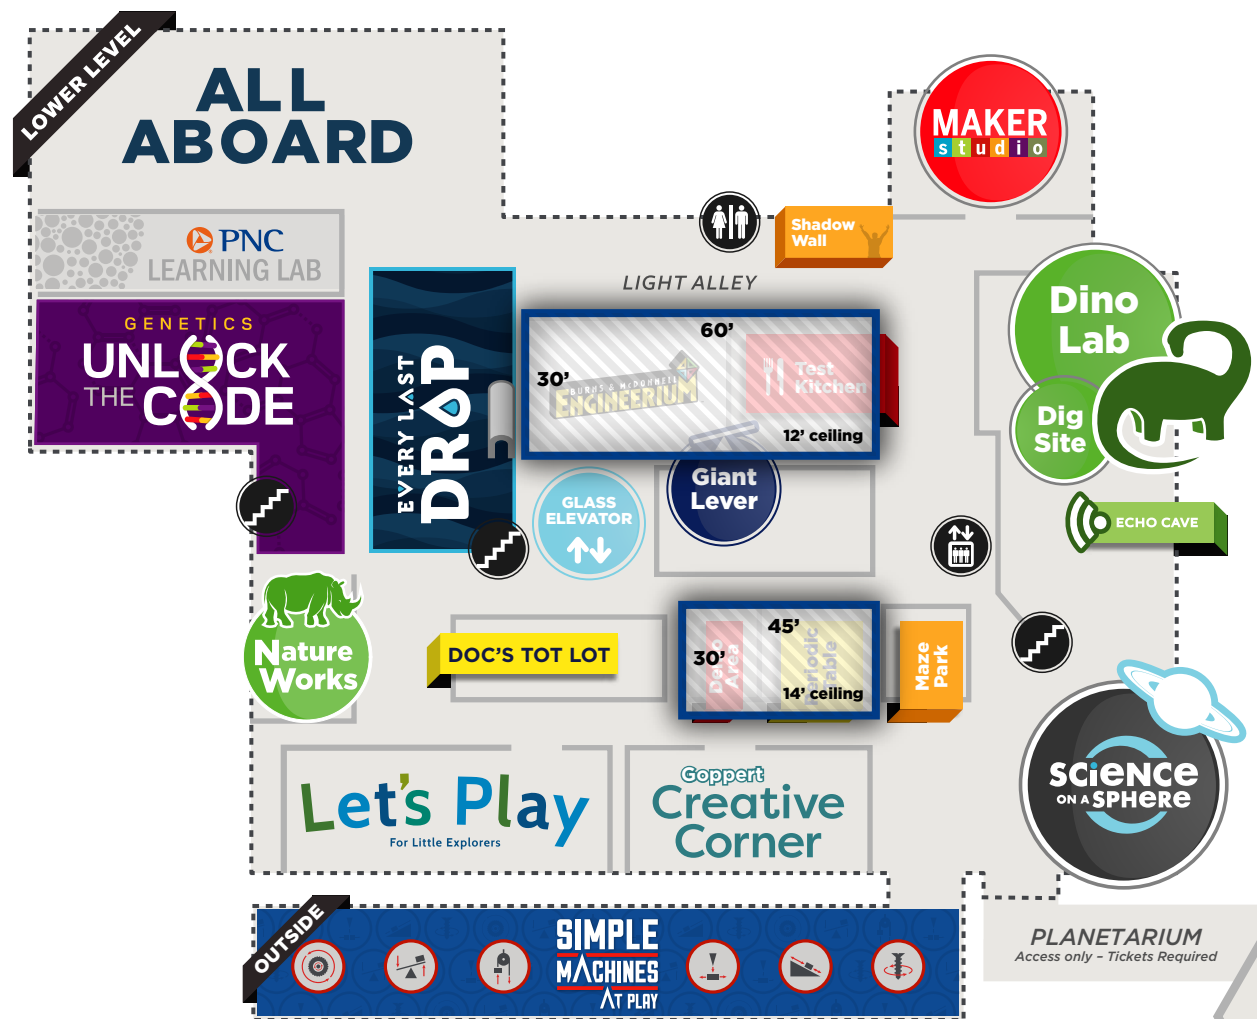 LOWER LEVEL
ALL
ABOARD
MAKER
studio
Shadow
Wall
PNC
LEARNING LAB
LIGHT ALLEY
Dino
Lab
GENETICS
UNLOCK
THE CODE
EVERY LAST
DROP
60’
30’
BURNS & McDONNELL
ENGINEERIUM
Test
Kitchen
12’ ceiling
Dig
Site
Giant
Lever
GLASS
ELEVATOR
ECHO CAVE
Nature
Works
DOC’S TOT LOT
45’
30’
Demo
Area
Periodic
Table
14’ ceiling
Maze
Park
SCiENCE
ON A SPHERE
Let’s Play
For Little Explorers
Goppert
Creative
Corner
OUTSIDE
SIMPLE
MACHINES
AT PLAY
PLANETARIUM
Access only – Tickets Required